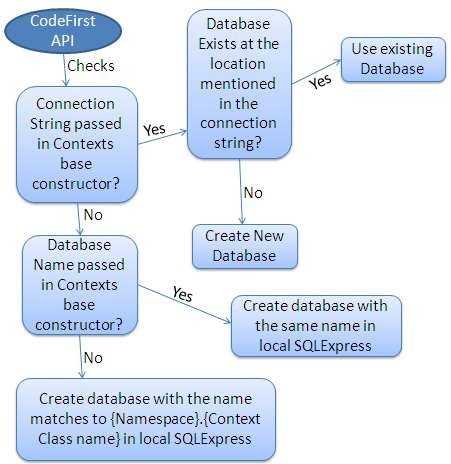 CodeFirst
API
Checks
Connection
String passed
in Contexts
base
constructor?
Yes
Database
Exists at the
location
mentioned
in the
connection
string?
Yes
Use existing
Database
No
Create New
Database
No
Database
Name passed
in Contexts
base
constructor?
Yes
Create database with
the same name in
local SQLExpress
No
Create database with the name
matches to {Namespace}.{Context
Class name} in local SQLExpress